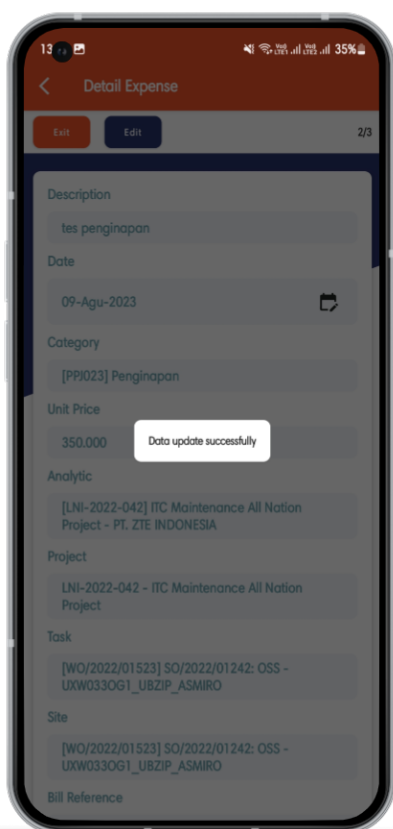 35%
Detail Expense
Exit
Edit
2/3
Description
tes penginapan
Date
09-Agu-2023
Category
[PPJ023] Penginapan
Unit Price
350.000
Data update successfully
Analytic
[LNI-2022-042] ITC Maintenance All Nation
Project - PT. ZTE INDONESIA
Project
LNI-2022-042 - ITC Maintenance All Nation
Project
Task
[WO/2022/01523] SO/2022/01242: OSS -
UXW033OG1_UBZIP_ASMIRO
Site
[WO/2022/01523] SO/2022/01242: OSS -
UXW033OG1_UBZIP_ASMIRO
Bill Reference